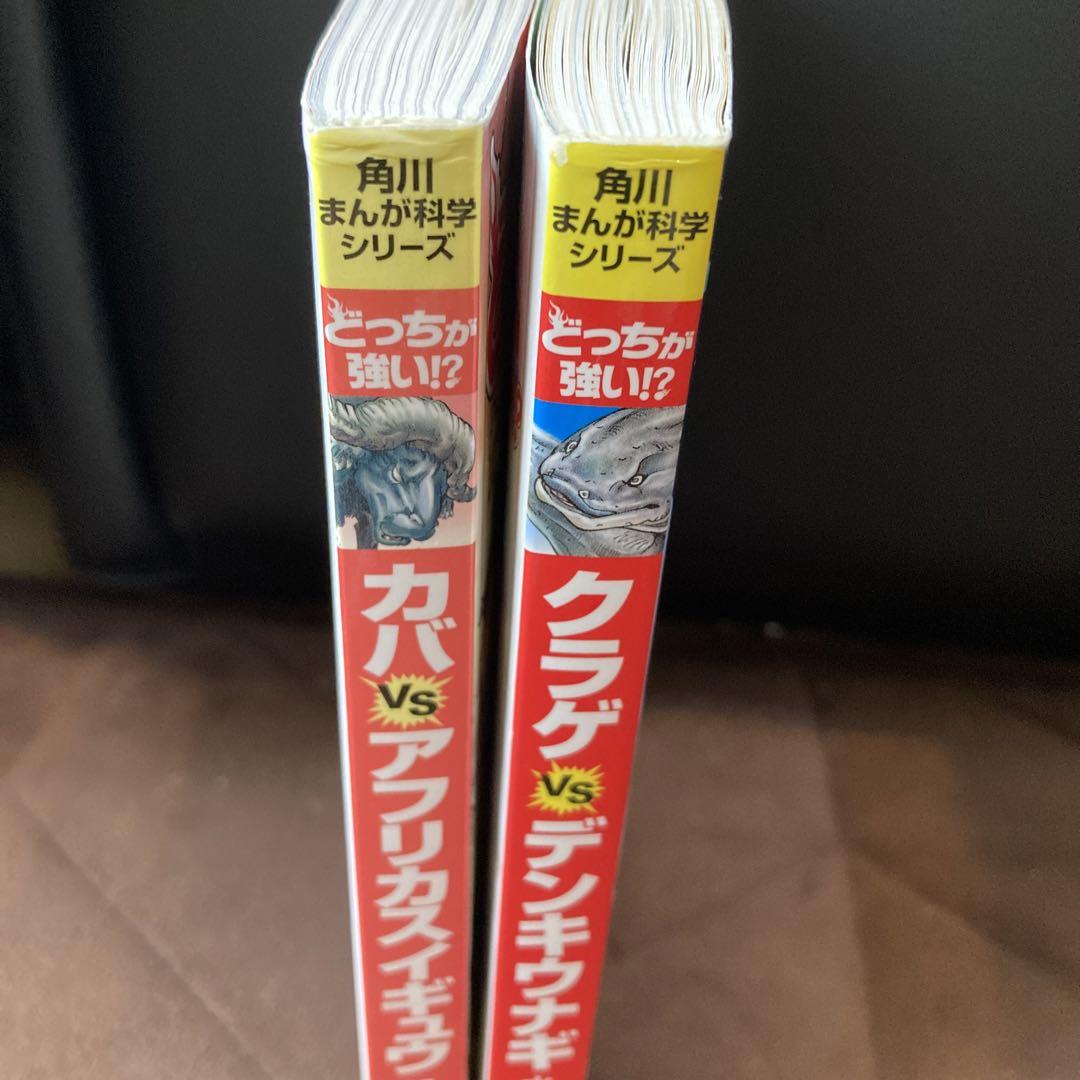 角川
まんが科学
シリーズ
どっちが
強い!?
カバ
VS
アフリカスイギュウ
角川
まんが科学
シリーズ
どっちが
強い!?
クラゲ
VS
デンキウナギ